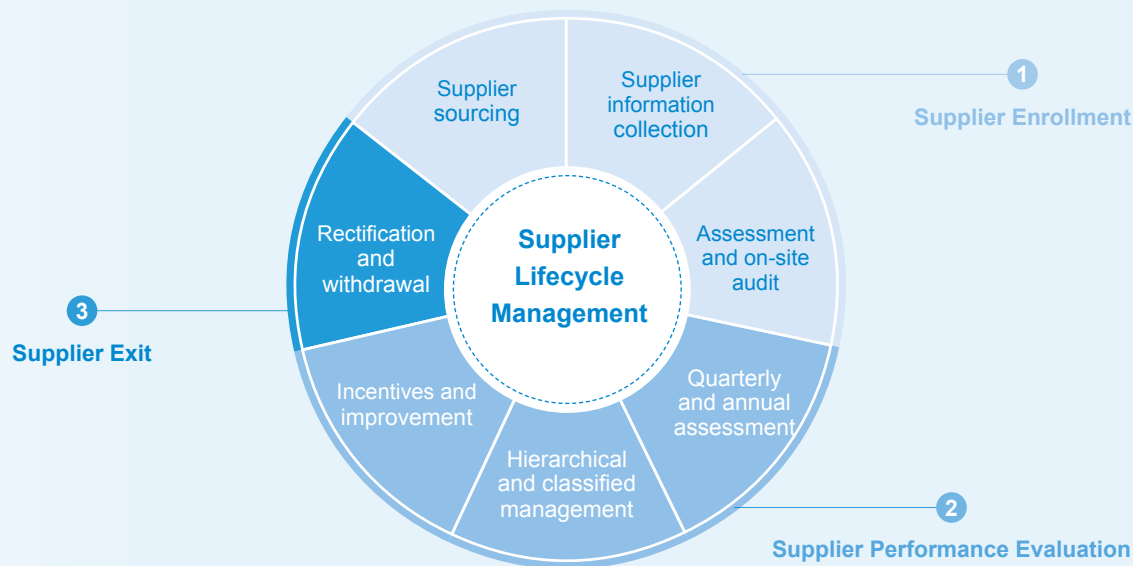 Supplier
sourcing
Supplier
information
collection
1
Supplier Enrollment
Assessment
and on-site
audit
Quarterly
and annual
assessment
2
Supplier Performance Evaluation
Hierarchical
and classified
management
Incentives and
improvement
Rectification
and
withdrawal
3
Supplier Exit
Supplier
Lifecycle
Management